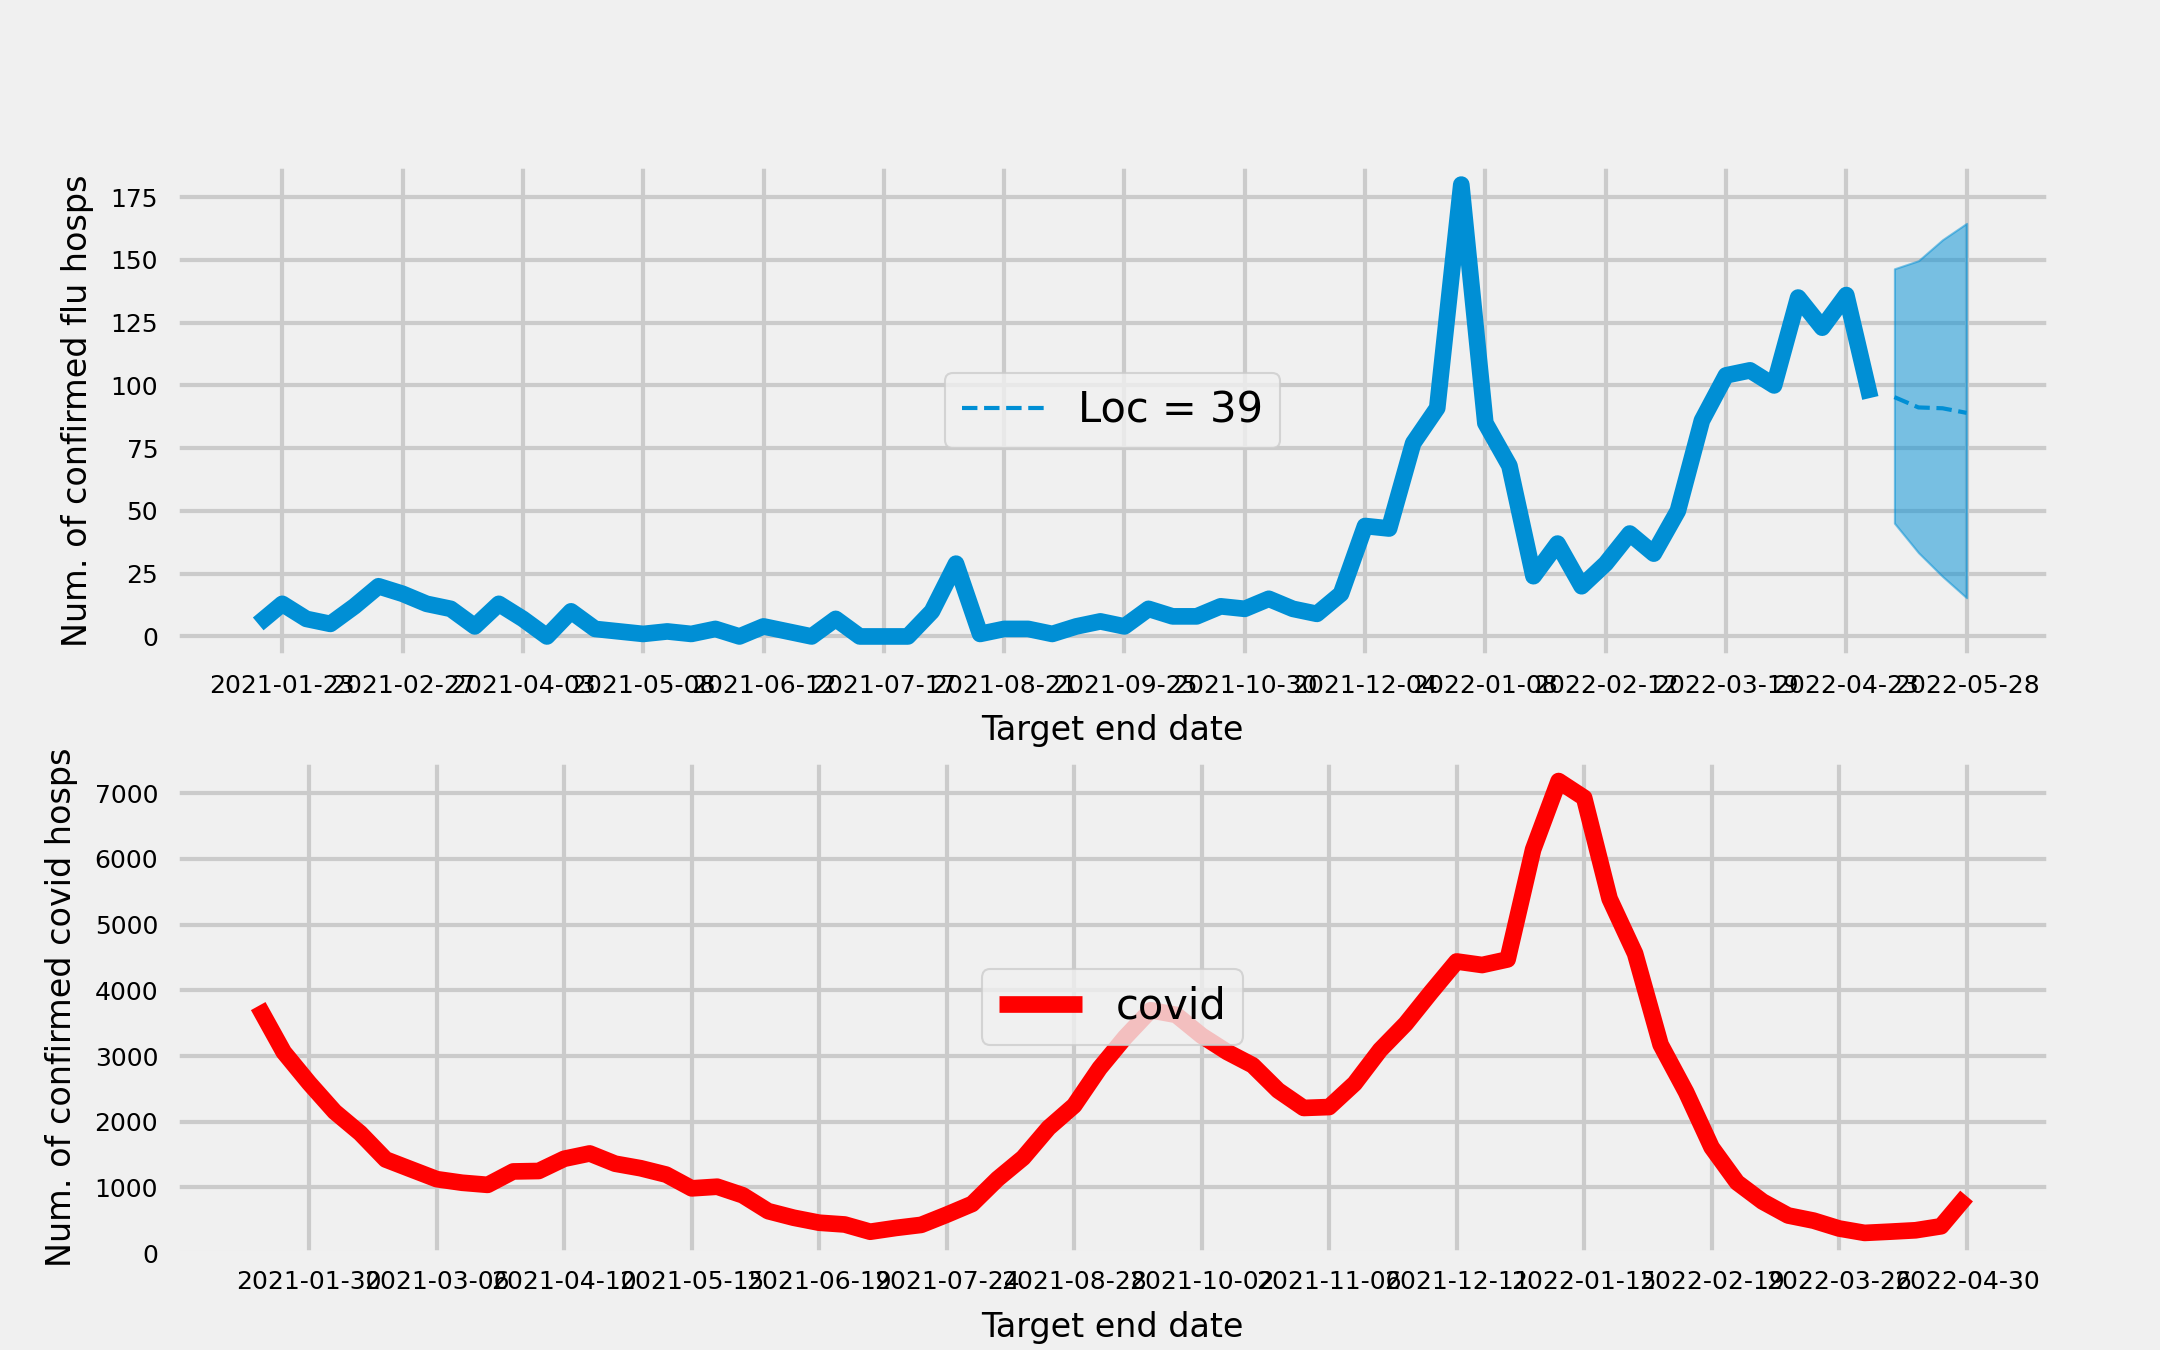 Num. of confirmed flu hosps
175
150
125
100
75
50
25
0
Loc = 39
2021-01-23 2021-02-27 2021-04-03 2021-05-08 2021-06-12 2021-07-17 2021-08-21 2021-09-25 2021-10-30 2021-12-04 2022-01-08 2022-02-12 2022-03-19 2022-04-23 2022-05-28
Target end date
Num. of confirmed covid hosps
7000
6000
5000
4000
3000
2000
1000
0
covid
2021-01-30 2021-03-06 2021-04-10 2021-05-15 2021-06-19 2021-07-24 2021-08-28 2021-10-02 2021-11-06 2021-12-11 2022-01-15 2022-02-19 2022-03-26 2022-04-30
Target end date